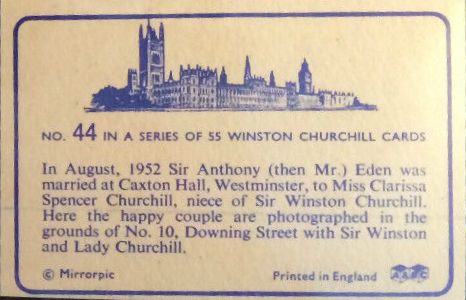 NO. 44 IN A SERIES OF 55 WINSTON CHURCHILL CARDS
In August, 1952 Sir Anthony (then Mr.) Eden was
married at Caxton Hall, Westminster, to Miss Clarissa
Spencer Churchill, niece of Sir Winston Churchill.
Here the happy couple are photographed in the
grounds of No. 10, Downing Street with Sir Winston
and Lady Churchill.
© Mirrorpic Printed in England